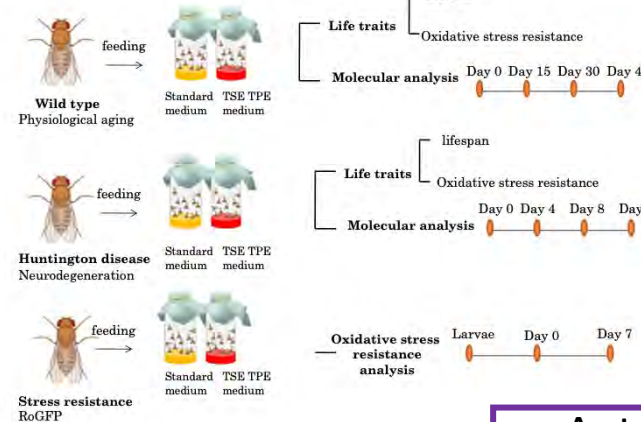 feeding
Wild type
Physiological aging
Standard medium
TSE TPE medium
Life traits
Oxidative stress resistance
Molecular analysis
Day 0 Day 15 Day 30 Day 4
feeding
Huntington disease
Neurodegeneration
Standard medium
TSE TPE medium
Life traits
lifespan
Oxidative stress resistance
Molecular analysis
Day 0 Day 4 Day 8 Day
feeding
Stress resistance
RoGFP
Standard medium
TSE TPE medium
Oxidative stress
resistance
analysis
Larvae Day 0 Day 7